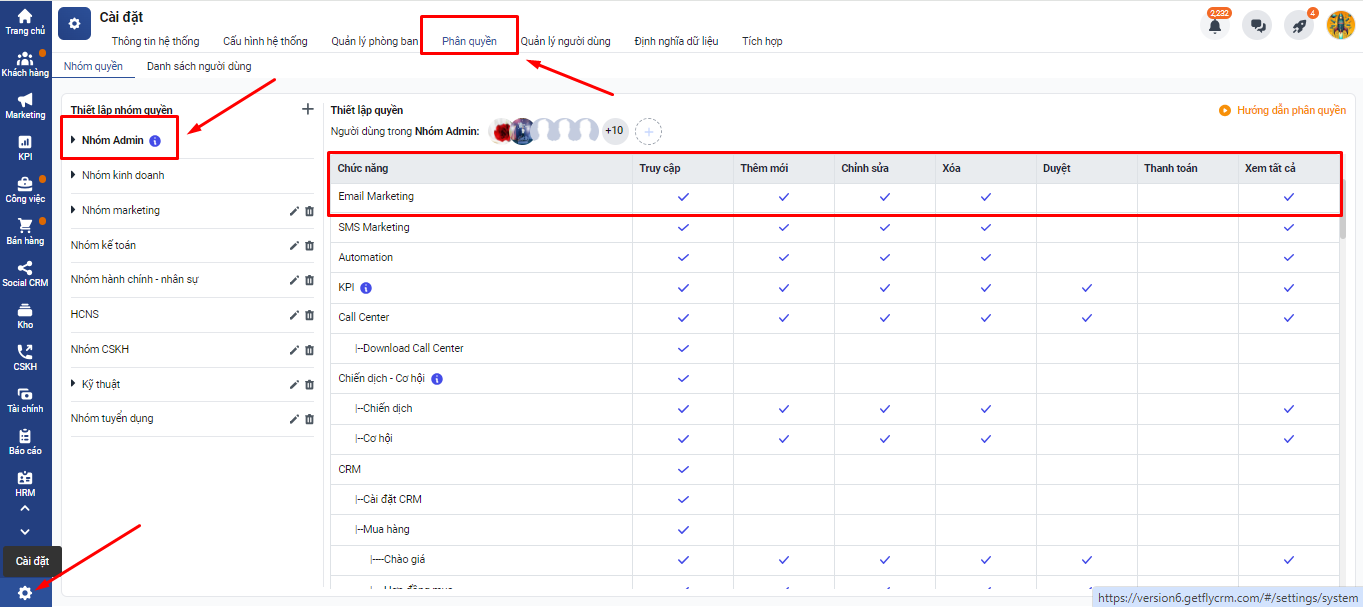 Cài đặt
2,232
4
Thông tin hệ thống Cấu hình hệ thống Quản lý phòng ban Phân quyền Quản lý người dùng Định nghĩa dữ liệu Tích hợp
Nhóm quyền Danh sách người dùng
Trang chủ
Khách hàng
Marketing
KPI
Công việc
Bán hàng
Social CRM
Kho
CSKH
Tài chính
Báo cáo
HRM
Cài đặt
Thiết lập nhóm quyền +
Nhóm Admin
Nhóm kinh doanh
Nhóm marketing
Nhóm kế toán
Nhóm hành chính - nhân sự
HCNS
Nhóm CSKH
Kỹ thuật
Nhóm tuyển dụng
Thiết lập quyền
Hướng dẫn phân quyền
Người dùng trong Nhóm Admin: +10 +
Chức năng Truy cập Thêm mới Chỉnh sửa Xóa Duyệt Thanh toán Xem tất cả
Email Marketing
SMS Marketing
Automation
KPI
Call Center
|--Download Call Center
Chiến dịch - Cơ hội
|--Chiến dịch
|--Cơ hội
CRM
|--Cài đặt CRM
|--Mua hàng
|----Chào giá
|----Hợp đồng mua
https://version6.getflycrm.com/#/settings/system